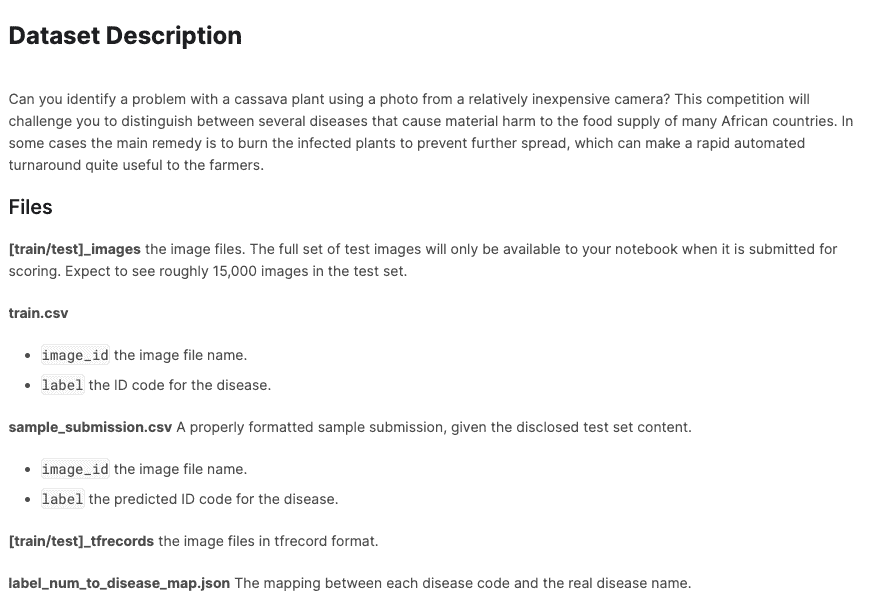 Dataset Description
Can you identify a problem with a cassava plant using a photo from a relatively inexpensive camera? This competition will
challenge you to distinguish between several diseases that cause material harm to the food supply of many African countries. In
some cases the main remedy is to burn the infected plants to prevent further spread, which can make a rapid automated
turnaround quite useful to the farmers.
Files
[train/test]_images the image files. The full set of test images will only be available to your notebook when it is submitted for
scoring. Expect to see roughly 15,000 images in the test set.
train.csv
• image_id the image file name.
• label the ID code for the disease.
sample_submission.csv A properly formatted sample submission, given the disclosed test set content.
• image_id the image file name.
• label the predicted ID code for the disease.
[train/test]_tfrecords the image files in tfrecord format.
label_num_to_disease_map.json The mapping between each disease code and the real disease name.